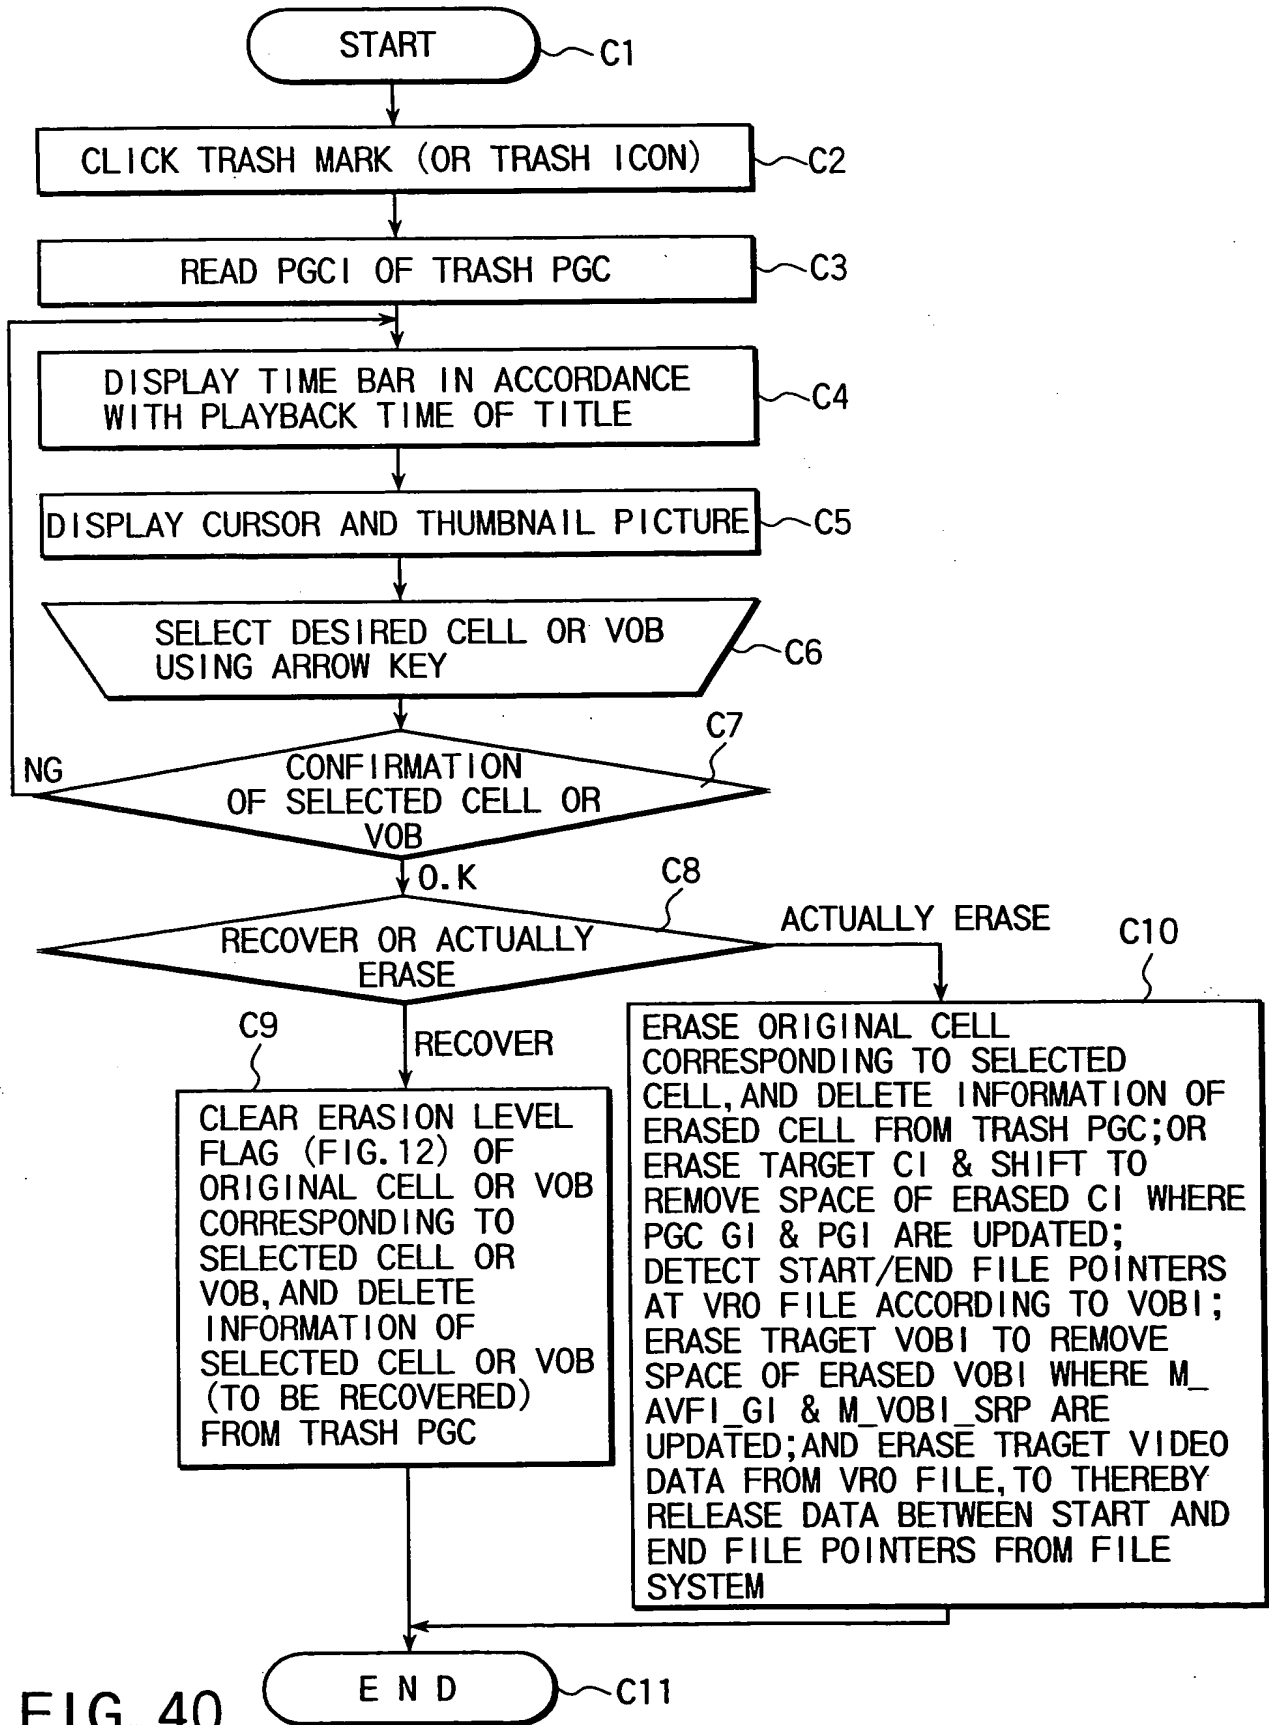 START
C1
CLICK TRASH MARK (OR TRASH ICON)
C2
READ PGCI OF TRASH PGC
C3
DISPLAY TIME BAR IN ACCORDANCE
WITH PLAYBACK TIME OF TITLE
C4
DISPLAY CURSOR AND THUMBNAIL PICTURE
C5
SELECT DESIRED CELL OR VOB
USING ARROW KEY
C6
C7
NG
CONFIRMATION
OF SELECTED CELL OR
VOB
O.K
C8
RECOVER OR ACTUALLY
ERASE
ACTUALLY ERASE
C10
C9
RECOVER
CLEAR ERASION LEVEL
FLAG (FIG.12) OF
ORIGINAL CELL OR VOB
CORRESPONDING TO
SELECTED CELL OR
VOB, AND DELETE
INFORMATION OF
SELECTED CELL OR VOB
(TO BE RECOVERED)
FROM TRASH PGC
ERASE ORIGINAL CELL
CORRESPONDING TO SELECTED
CELL, AND DELETE INFORMATION OF
ERASED CELL FROM TRASH PGC;OR
ERASE TARGET CI & SHIFT TO
REMOVE SPACE OF ERASED CI WHERE
PGC GI & PGI ARE UPDATED;
DETECT START/END FILE POINTERS
AT VRO FILE ACCORDING TO VOBI;
ERASE TRAGET VOBI TO REMOVE
SPACE OF ERASED VOBI WHERE M_
AVFI_GI & M_VOBI_SRP ARE
UPDATED;AND ERASE TRAGET VIDEO
DATA FROM VRO FILE, TO THEREBY
RELEASE DATA BETWEEN START AND
END FILE POINTERS FROM FILE
SYSTEM
END
C11
FIG. 40